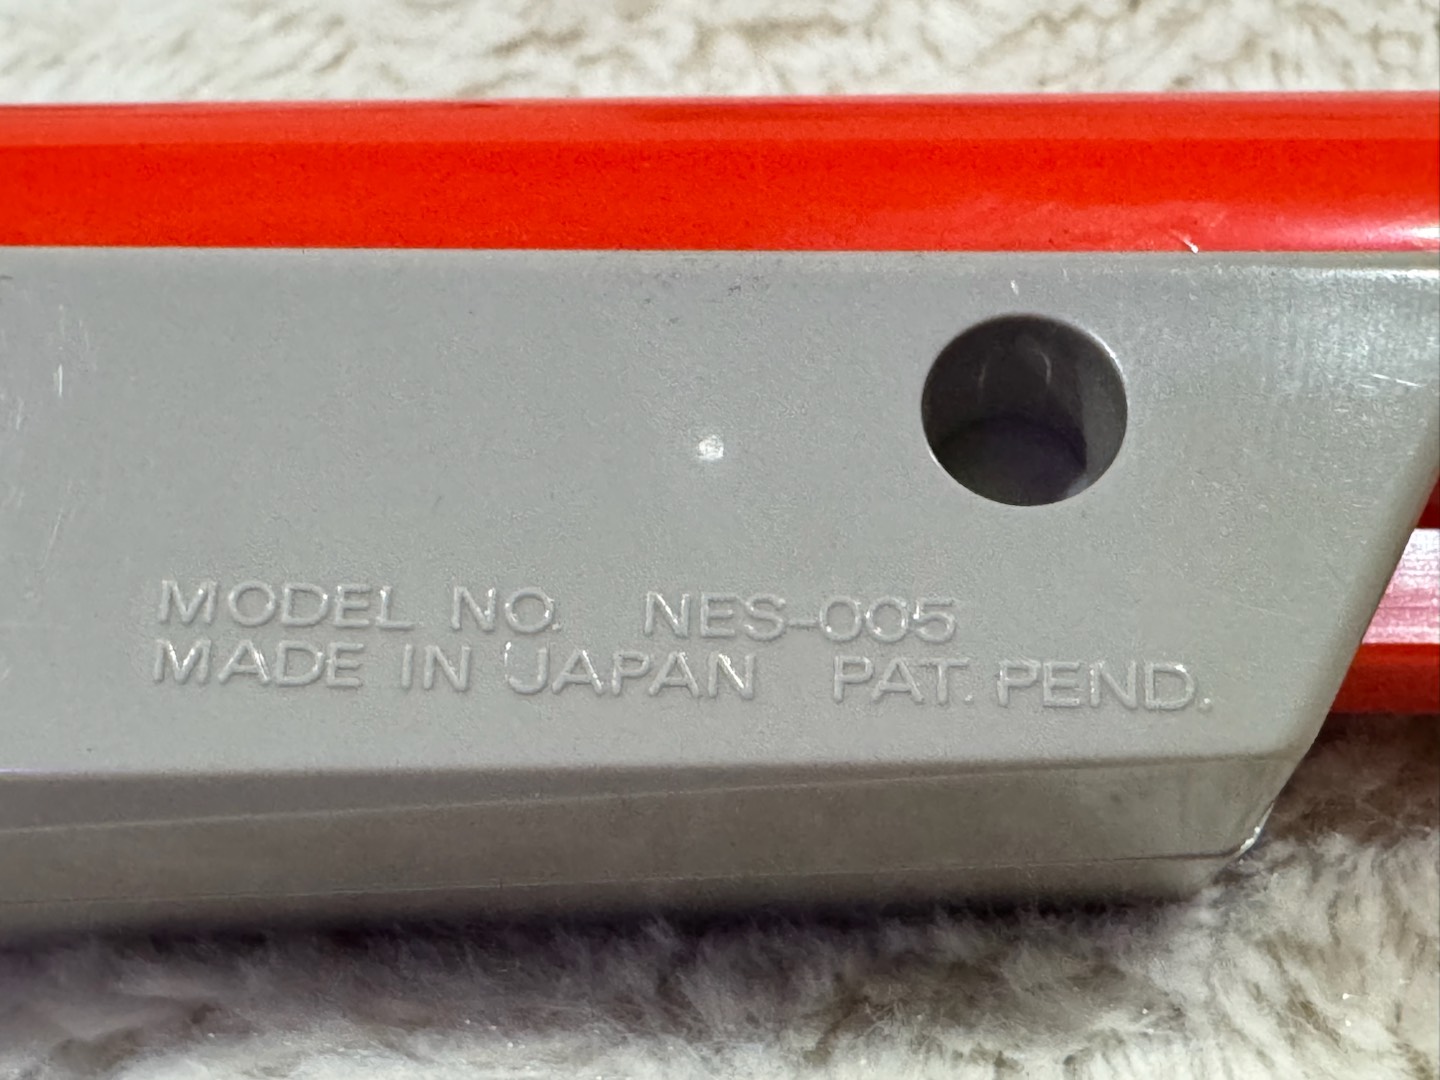 MODEL NO. NES-005
MADE IN JAPAN PAT. PEND.